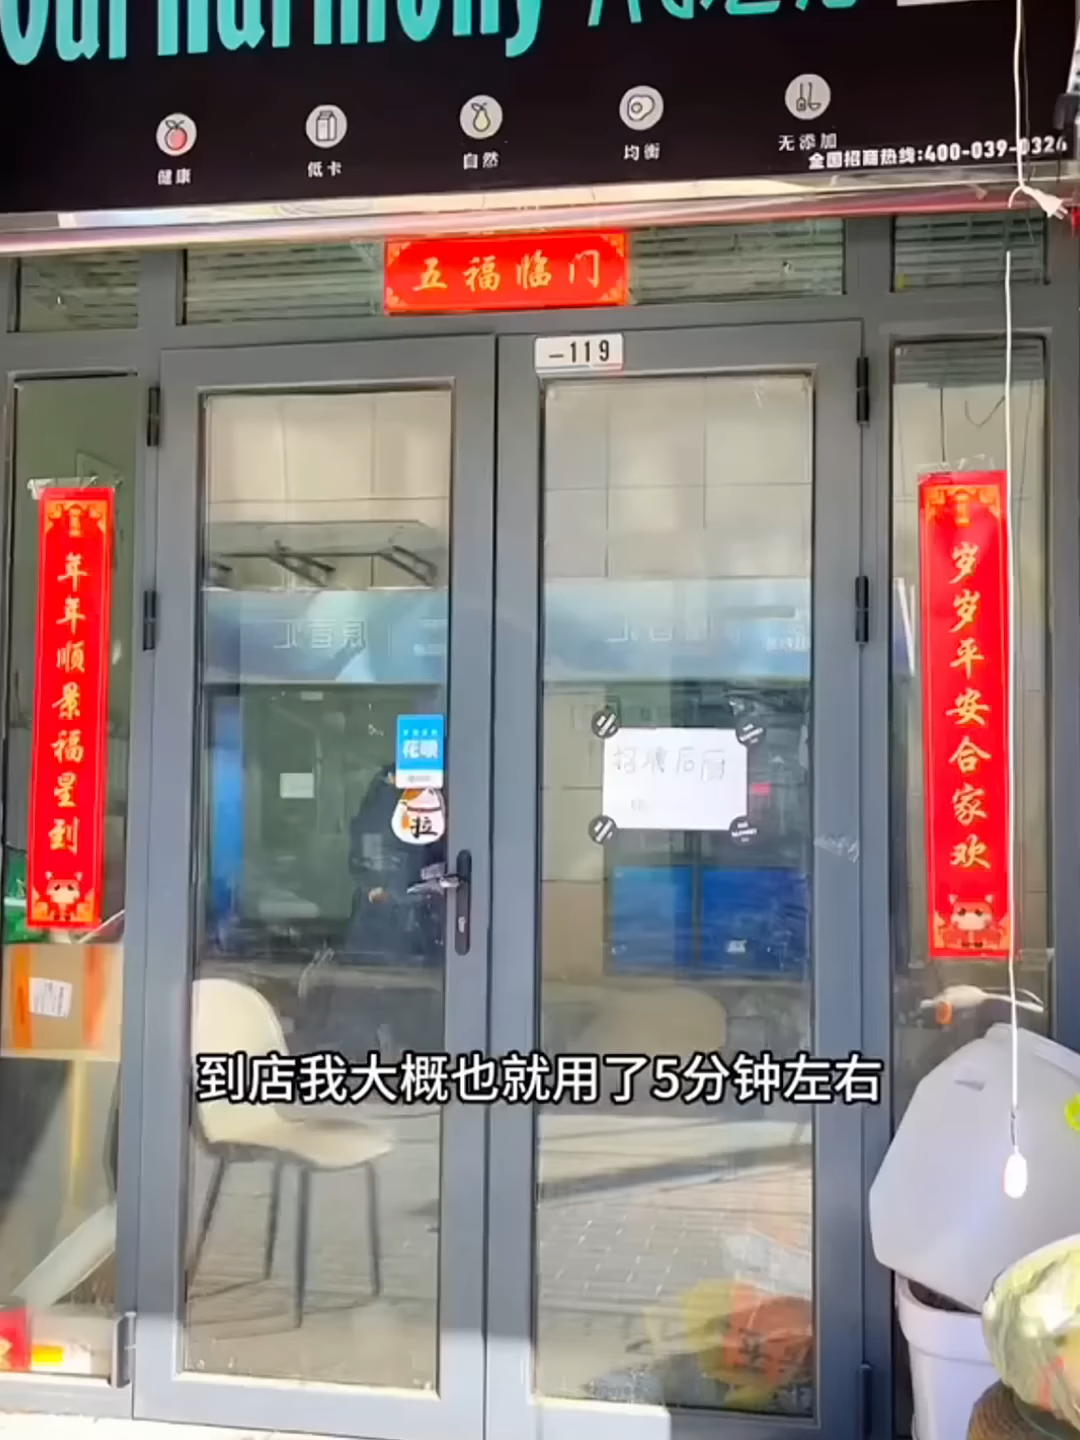 our harmony
健康
低卡
自然
均衡
无添加
全国招商热线:400-039-0326
五福临门
-119
年年顺景福星到
岁岁平安合家欢
花呗
拉
招聘后厨
到店我大概也就用了5分钟左右